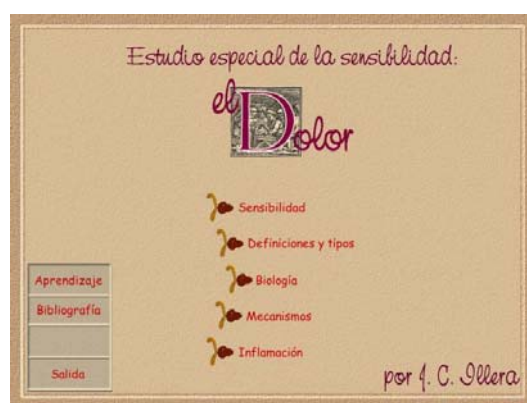 Estudio especial de la sensibilidad:
el
Dolor
Sensibilidad
Definiciones y tipos
Biología
Mecanismos
Inflamación
Aprendizaje
Bibliografía
Salida
por J. C. Illera